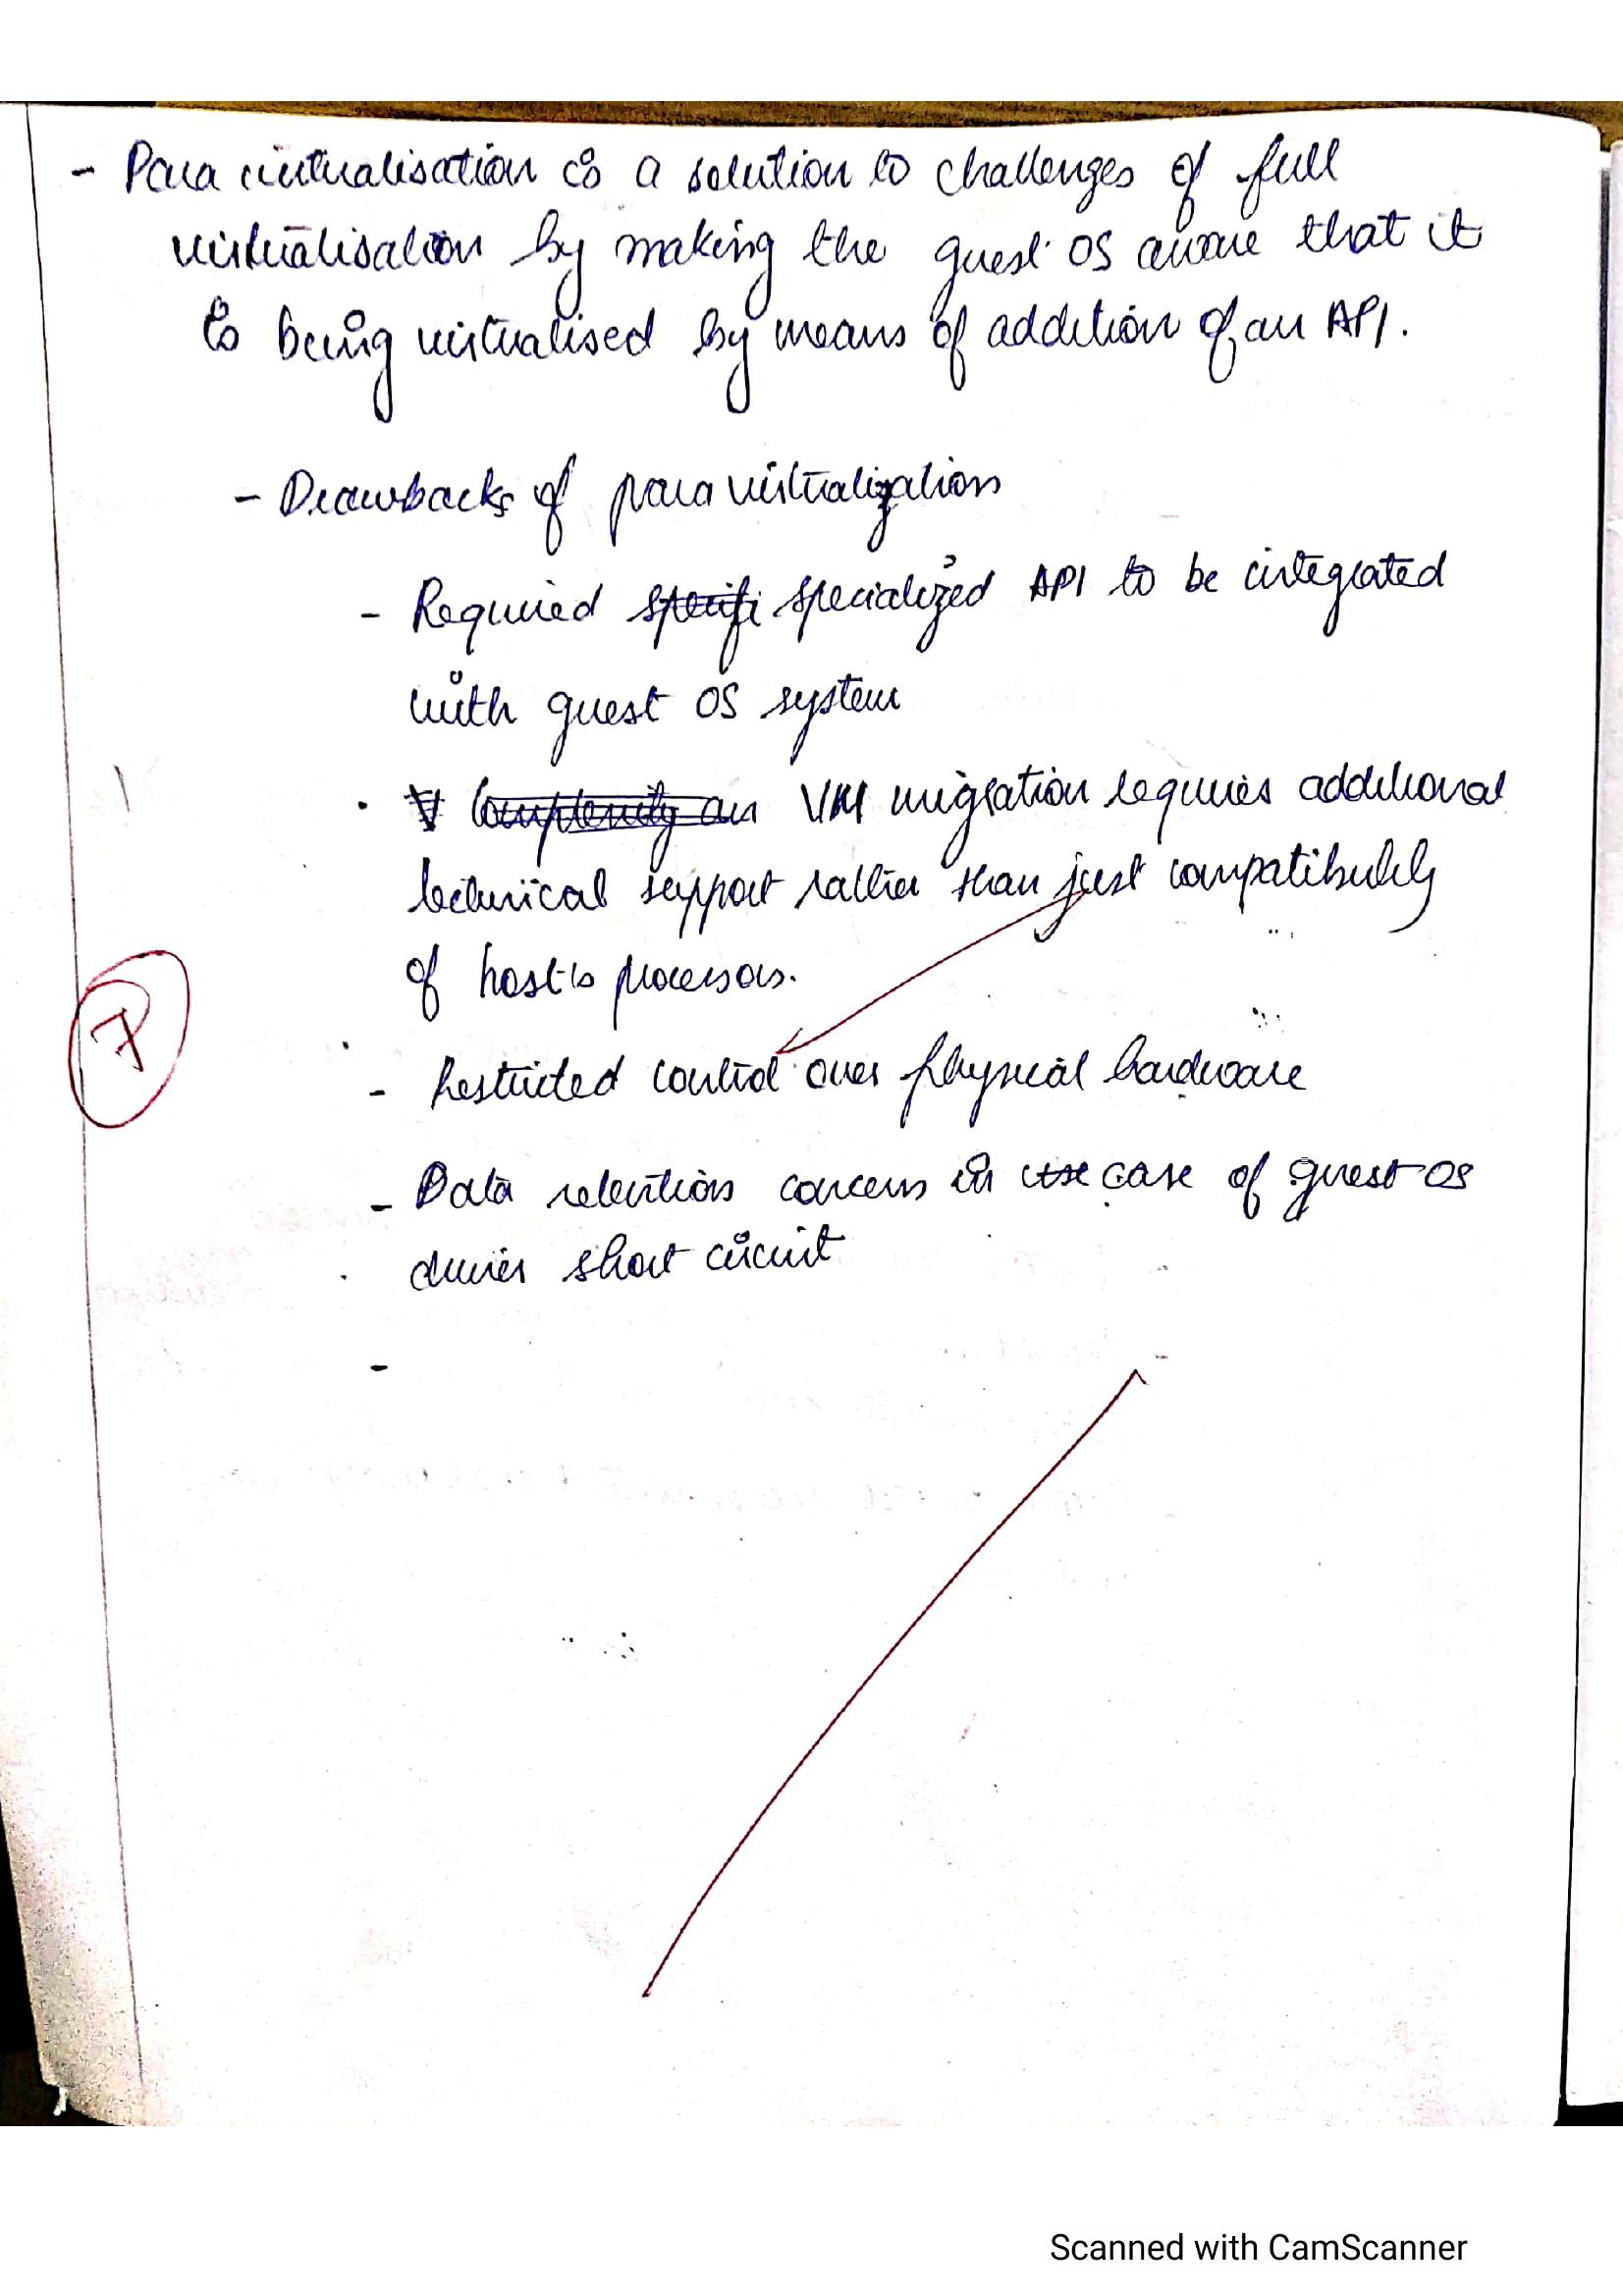 - Para virtualisation is a solution to challenges of full
virtualisation by making the guest OS aware that it
is being virtualised by means of addition of an API.
- Drawbacks of para virtualization
- Required specifi specialized API to be integrated
with guest OS system
· V Complexity an VM migration requires additional
technical support rather than just compatibility
of host's processors.
7
- Restricted control over physical hardware
- Data retention concerns in use case of guest OS
driver short circuit
-
Scanned with CamScanner